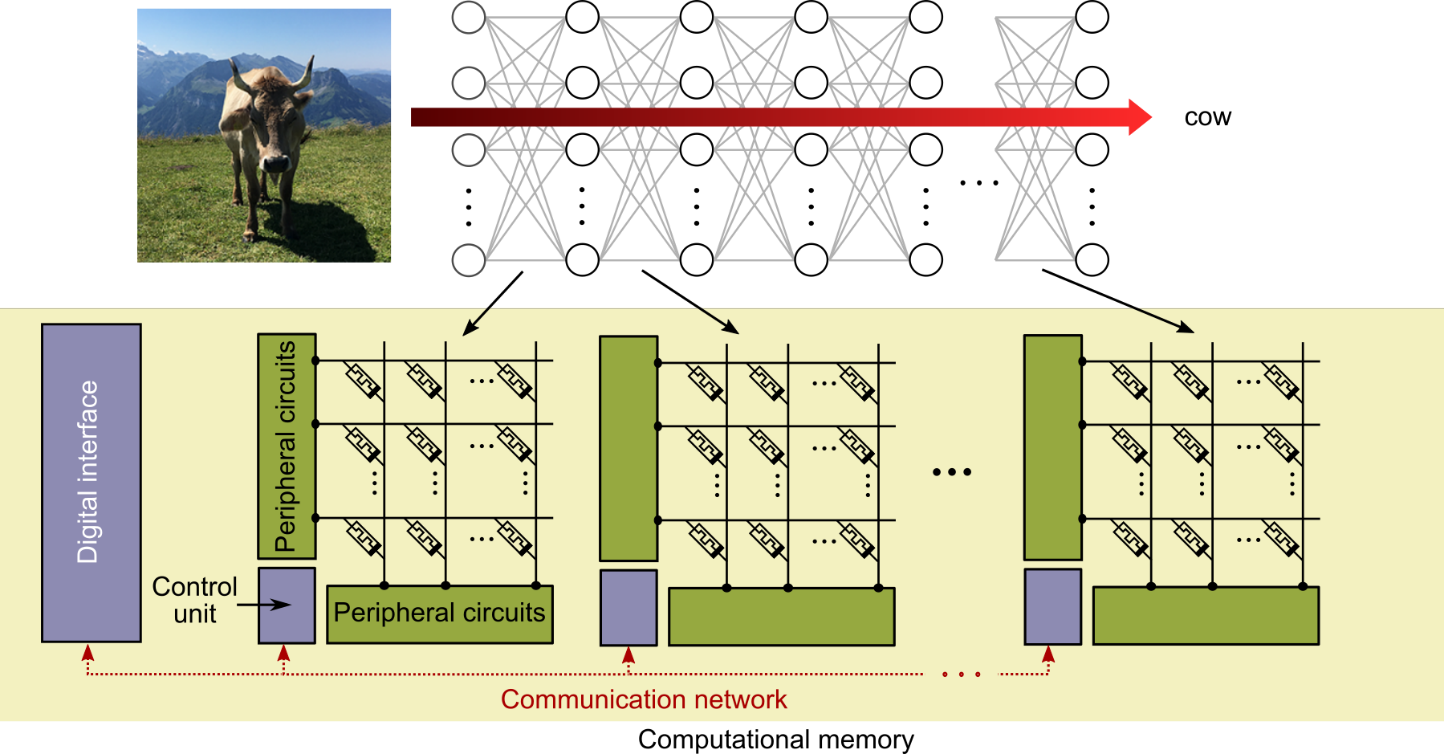 cow
Digital interface
Peripheral circuits
Control
unit
Peripheral circuits
Communication network
Computational memory